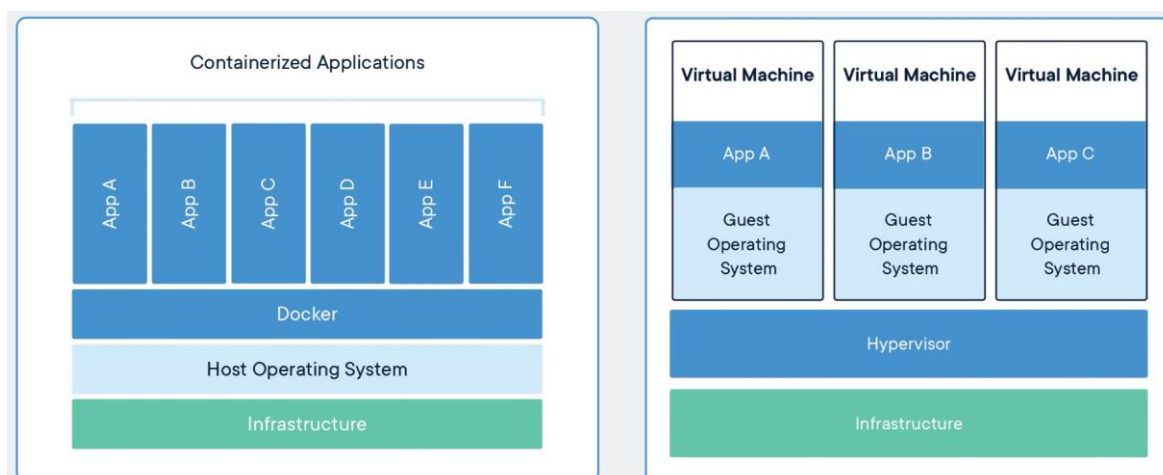 Containerized Applications
App A
App B
App C
App D
App E
App F
Docker
Host Operating System
Infrastructure
Virtual Machine
App A
Guest
Operating
System
Virtual Machine
App B
Guest
Operating
System
Virtual Machine
App C
Guest
Operating
System
Hypervisor
Infrastructure